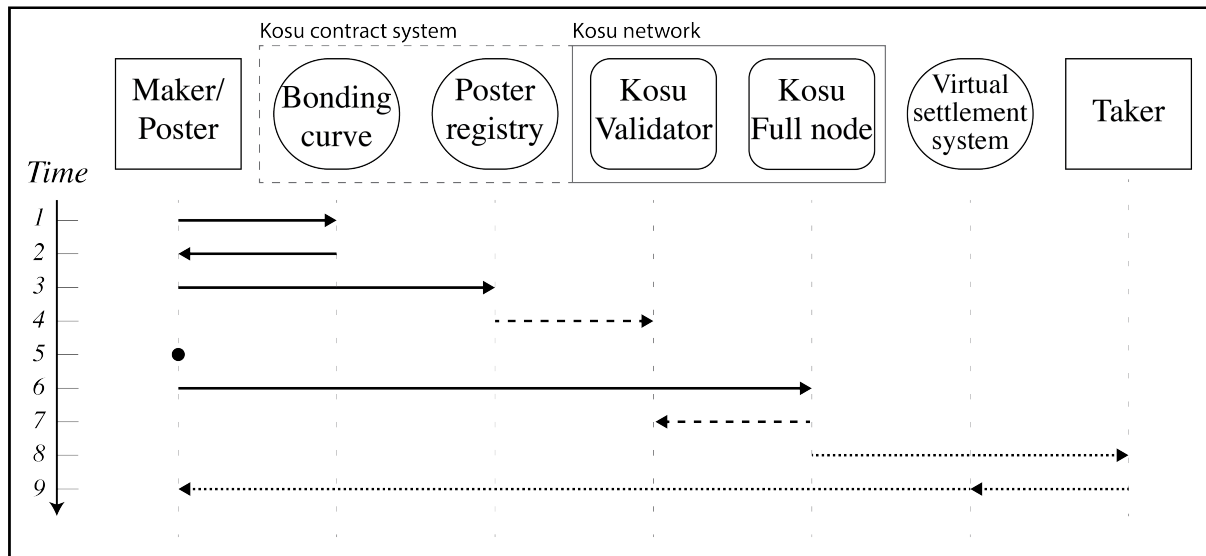 Kosu contract system
Kosu network
Maker/
Poster
Bonding
curve
Poster
registry
Kosu
Validator
Kosu
Full node
Virtual
settlement
system
Taker
Time
1
2
3
4
5
6
7
8
9